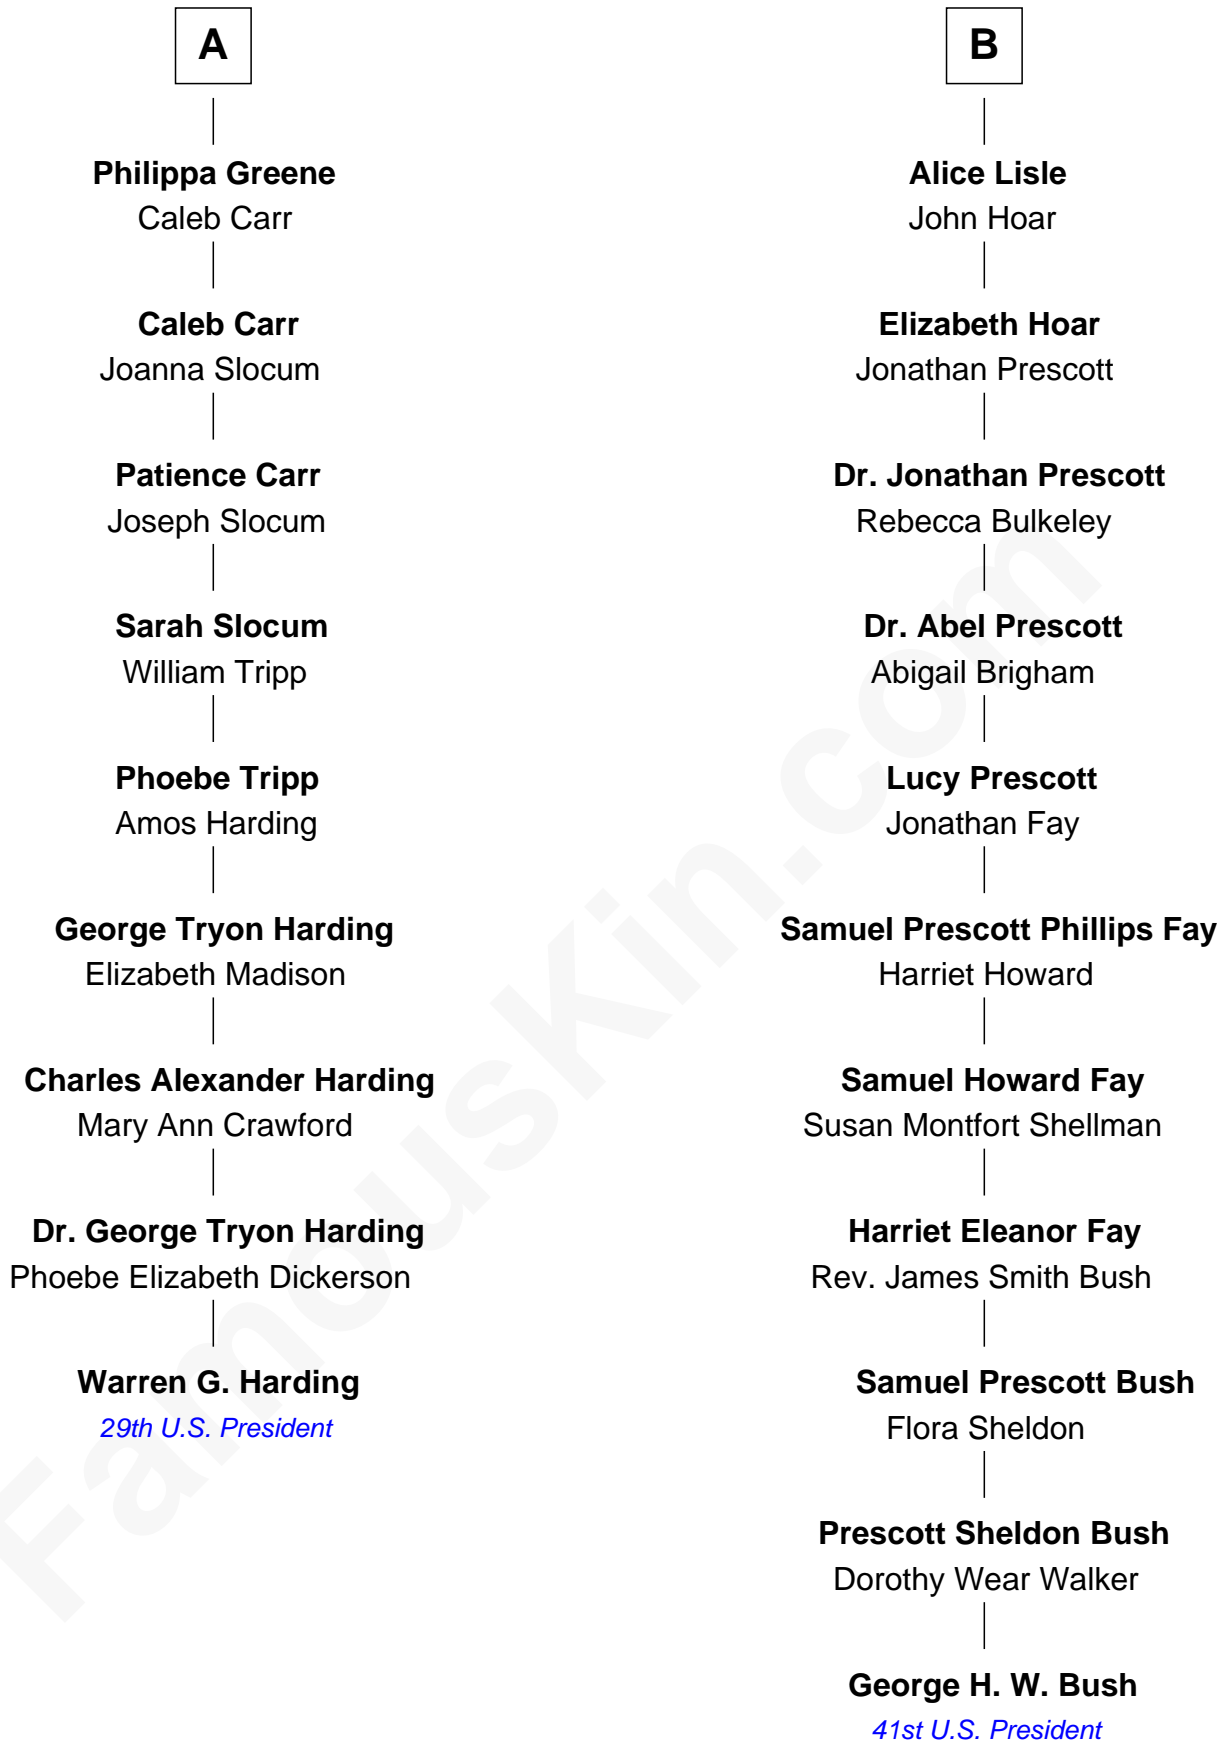 A
Philippa Greene
Caleb Carr
Caleb Carr
Joanna Slocum
Patience Carr
Joseph Slocum
Sarah Slocum
William Tripp
Phoebe Tripp
Amos Harding
George Tryon Harding
Elizabeth Madison
Charles Alexander Harding
Mary Ann Crawford
Dr. George Tryon Harding
Phoebe Elizabeth Dickerson
Warren G. Harding
29th U.S. President
B
Alice Lisle
John Hoar
Elizabeth Hoar
Jonathan Prescott
Dr. Jonathan Prescott
Rebecca Bulkeley
Dr. Abel Prescott
Abigail Brigham
Lucy Prescott
Jonathan Fay
Samuel Prescott Phillips Fay
Harriet Howard
Samuel Howard Fay
Susan Montfort Shellman
Harriet Eleanor Fay
Rev. James Smith Bush
Samuel Prescott Bush
Flora Sheldon
Prescott Sheldon Bush
Dorothy Wear Walker
George H. W. Bush
41st U.S. President
FamousKin.com